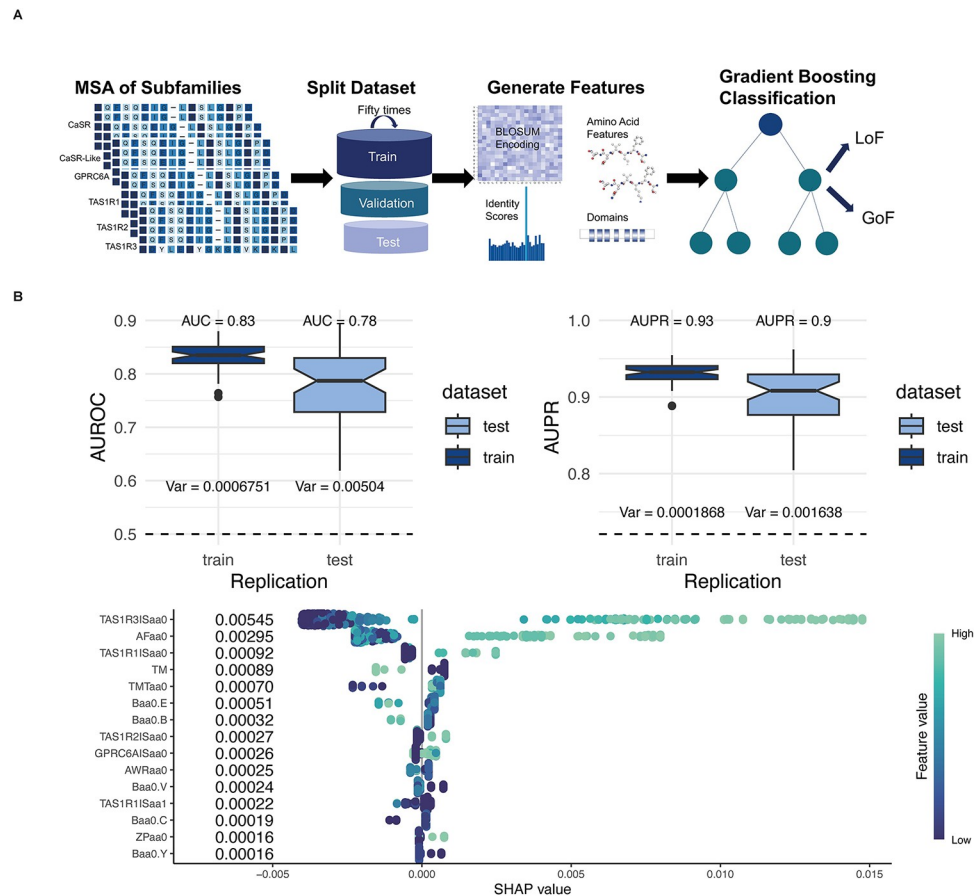 A
MSA of Subfamilies
Split Dataset
Generate Features
Gradient Boosting
Classification
Fifty times
Train
Validation
Test
BLOSUM
Encoding
Amino Acid
Features
Identity
Scores
Domains
LoF
GoF
CaSR
CaSR-Like
GPRC6A
TAS1R1
TAS1R2
TAS1R3
B
AUC = 0.83
AUC = 0.78
0.9
0.8
0.7
0.6
0.5
AUROC
Var = 0.0006751
Var = 0.00504
train
test
Replication
dataset
test
train
AUPR = 0.93
AUPR = 0.9
1.0
0.9
0.8
AUPR
Var = 0.0001868
Var = 0.001638
train
test
Replication
dataset
test
train
TAS1R3ISaa0 0.00545
AFaa0 0.00295
TAS1R1ISaa0 0.00092
TM 0.00089
TMTaa0 0.00070
Baa0.E 0.00051
Baa0.B 0.00032
TAS1R2ISaa0 0.00027
GPRC6AISaa0 0.00026
AWRaa0 0.00025
Baa0.V 0.00024
TAS1R1ISaa1 0.00022
Baa0.C 0.00019
ZPaa0 0.00016
Baa0.Y 0.00016
−0.005 0.000 0.005 0.010 0.015
SHAP value
High
Feature value
Low